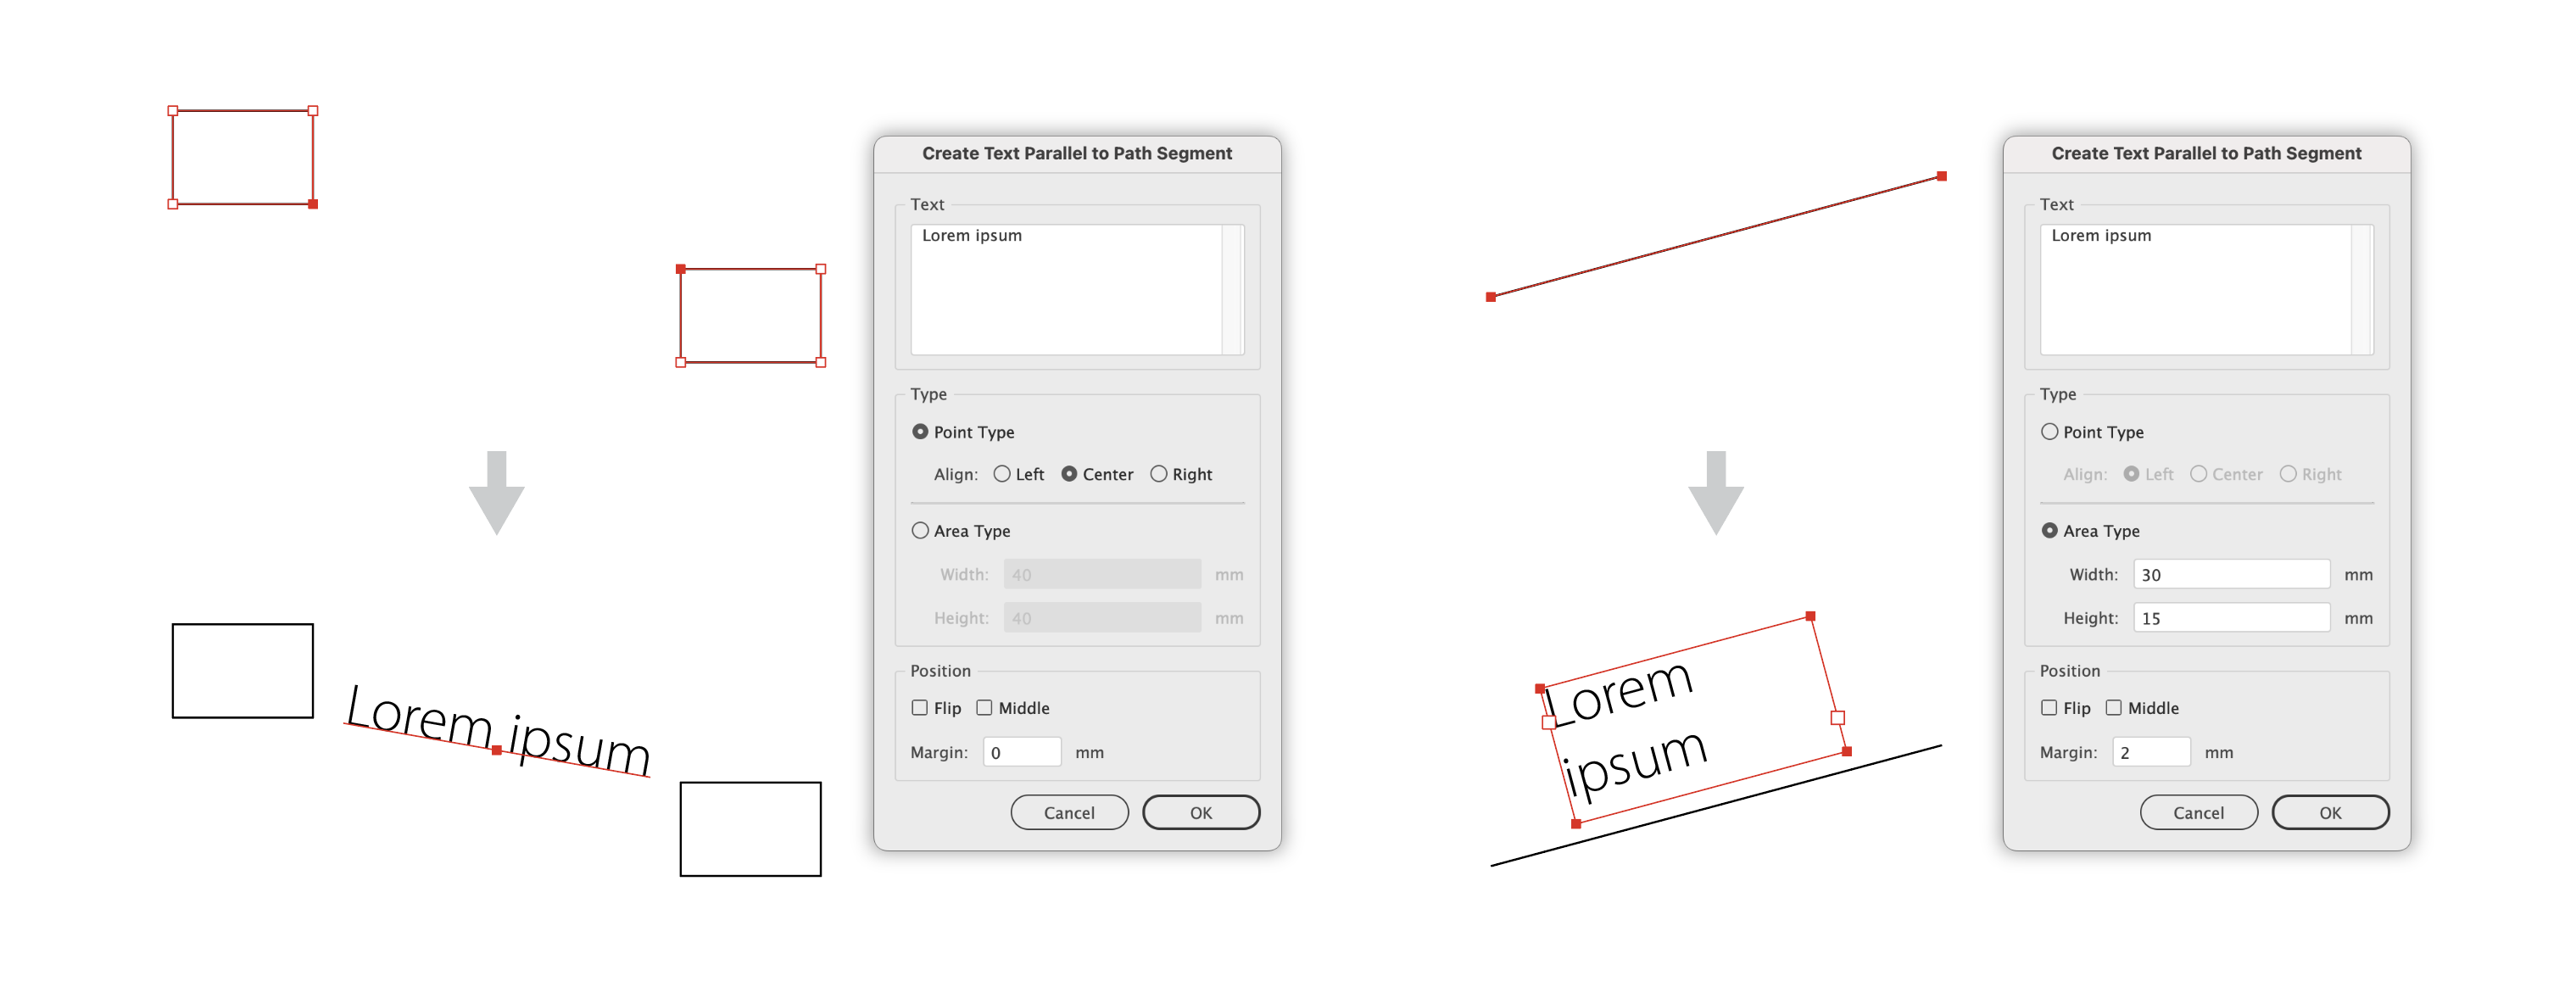 Lorem ipsum
Create Text Parallel to Path Segment
Text
Lorem ipsum
Type
Point Type
Align: Left Center Right
Area Type
Width: 40 mm
Height: 40 mm
Position
Flip Middle
Margin: 0 mm
Cancel OK
Lorem
ipsum
Create Text Parallel to Path Segment
Text
Lorem ipsum
Type
Point Type
Align: Left Center Right
Area Type
Width: 30 mm
Height: 15 mm
Position
Flip Middle
Margin: 2 mm
Cancel OK